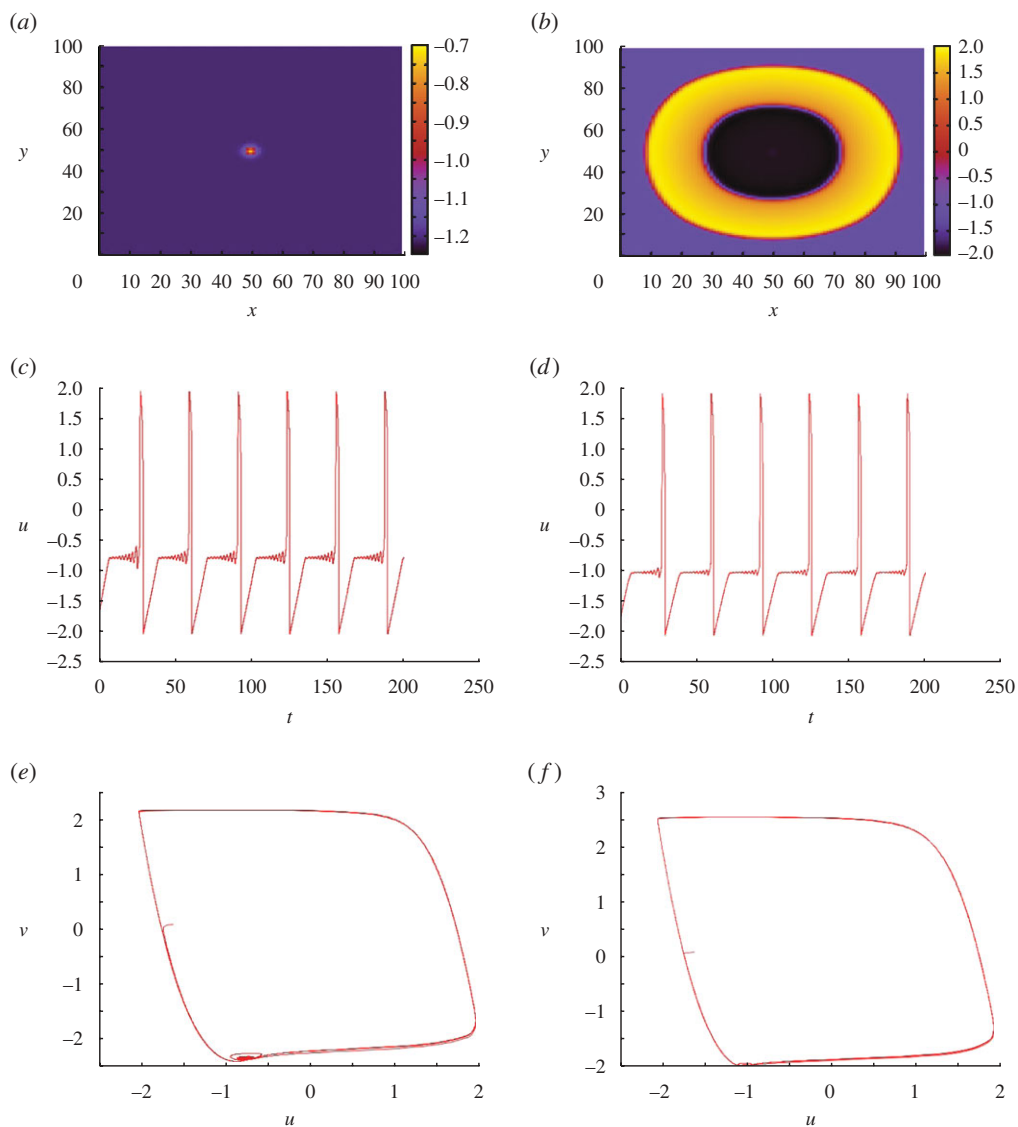 (a) (b)
100 –0.7 100 2.0
80 –0.8 80 1.5
1.0
60 –0.9 60 0.5
y –1.0 y 0
40 40 –0.5
–1.1 –1.0
20 20 –1.5
–1.2 –2.0
0 10 20 30 40 50 60 70 80 90 100 0 10 20 30 40 50 60 70 80 90 100
x x
(c) (d)
2.0 2.0
1.5 1.5
1.0 1.0
0.5 0.5
0 0
u u
–0.5 –0.5
–1.0 –1.0
–1.5 –1.5
–2.0 –2.0
–2.5 –2.5
0 50 100 150 200 250 0 50 100 150 200 250
t t
(e) (f)
2 3
1 2
1
0
v v 0
–1
–1
–2
–2
–2 –1 0 1 2 –2 –1 0 1 2
u u